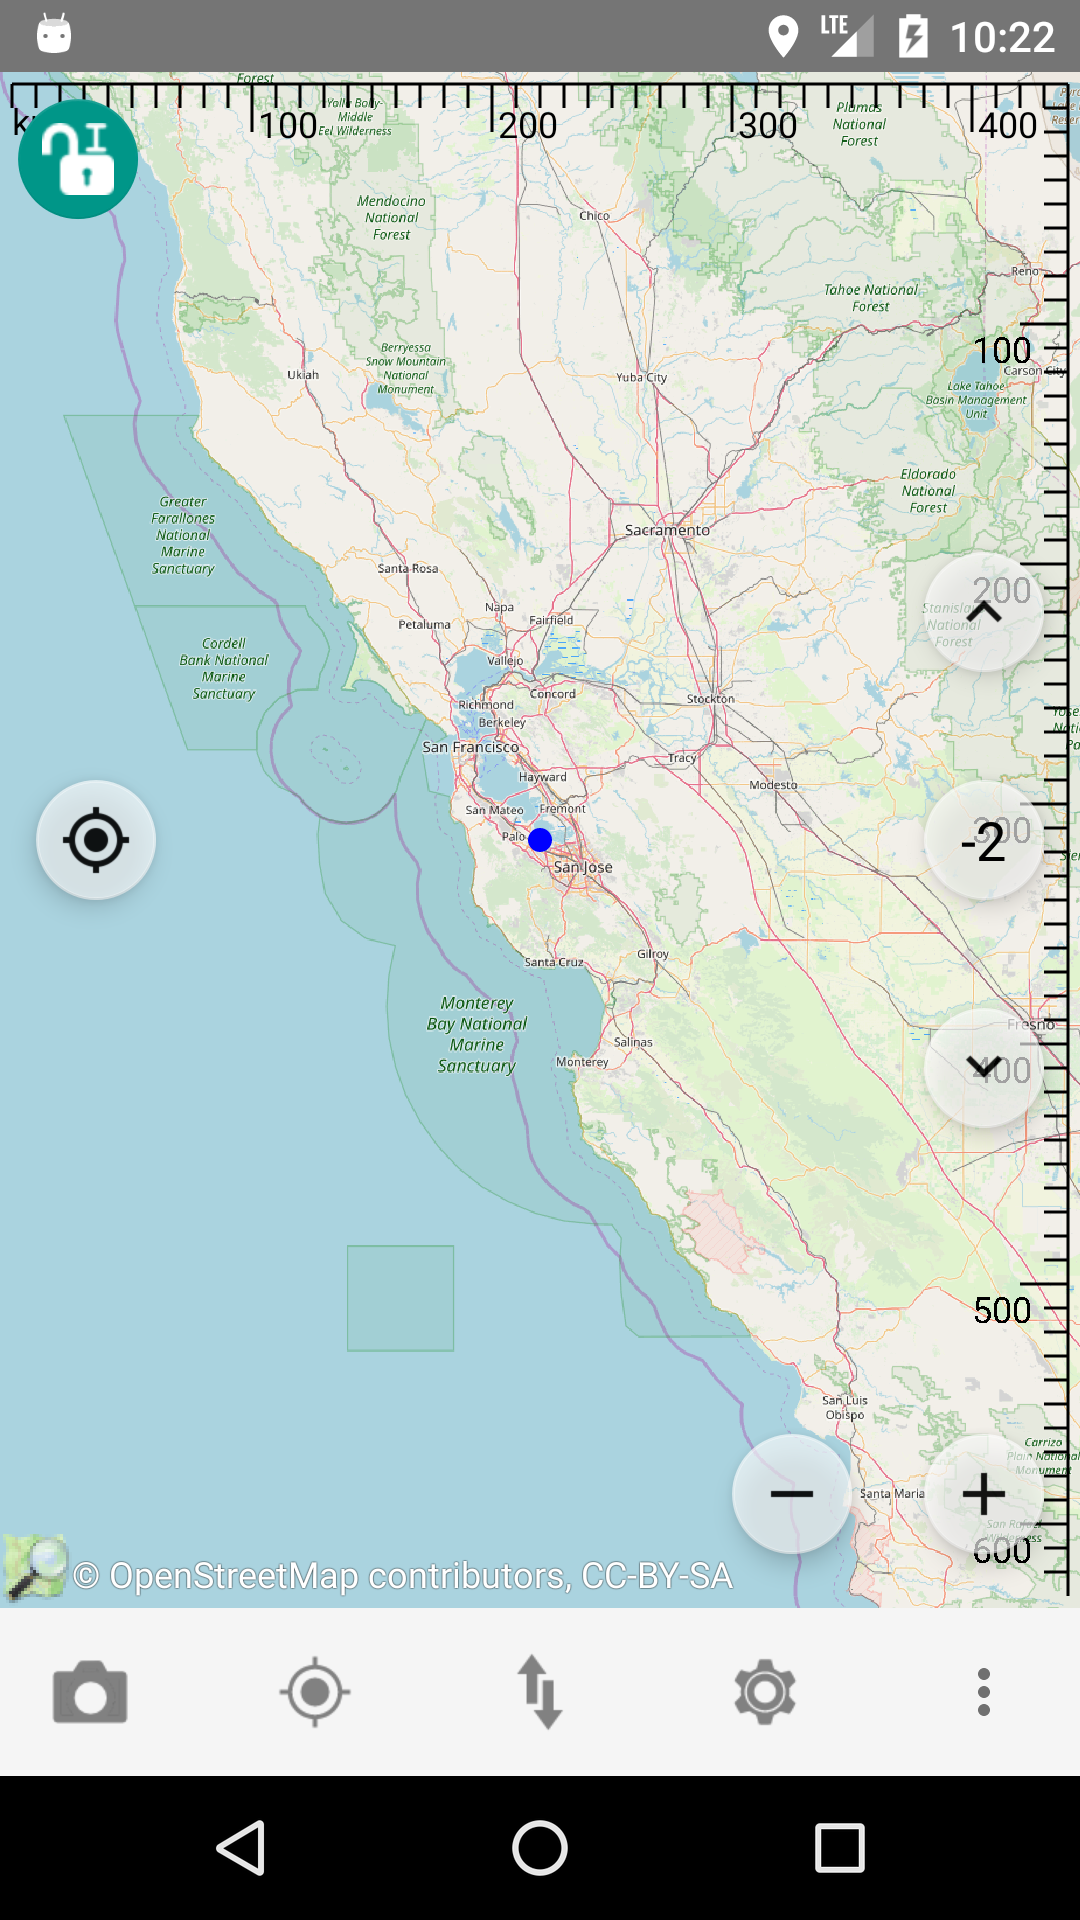 LTE 10:22
Forest
100
200
300
400
Yolla Bolly-
Middle
Eel Wilderness
Plumas
National
Forest
Mendocino
National
Forest
Chico
Reno
Tahoe National
Forest
100
Berryessa
Snow Mountain
National
Monument
Ukiah
Yuba City
Carson City
Lake Tahoe
Basin Management
Unit
Eldorado
National
Forest
Greater
Farallones
National
Marine
Sanctuary
Sacramento
Santa Rosa
200
Napa
Fairfield
Petaluma
Stanislaus
National
Forest
Cordell
Bank National
Marine
Sanctuary
Vallejo
Concord
Stockton
Richmond
Berkeley
San Francisco
Tracy
Hayward
Modesto
San Mateo
Fremont
Palo
-2
San Jose
Santa Cruz
Gilroy
Monterey
Bay National
Marine
Sanctuary
Fresno
Salinas
Monterey
400
500
San Luis
Obispo
Carrizo
Plain National
Monument
Santa Maria
San Rafael
Wilderness
600
© OpenStreetMap contributors, CC-BY-SA